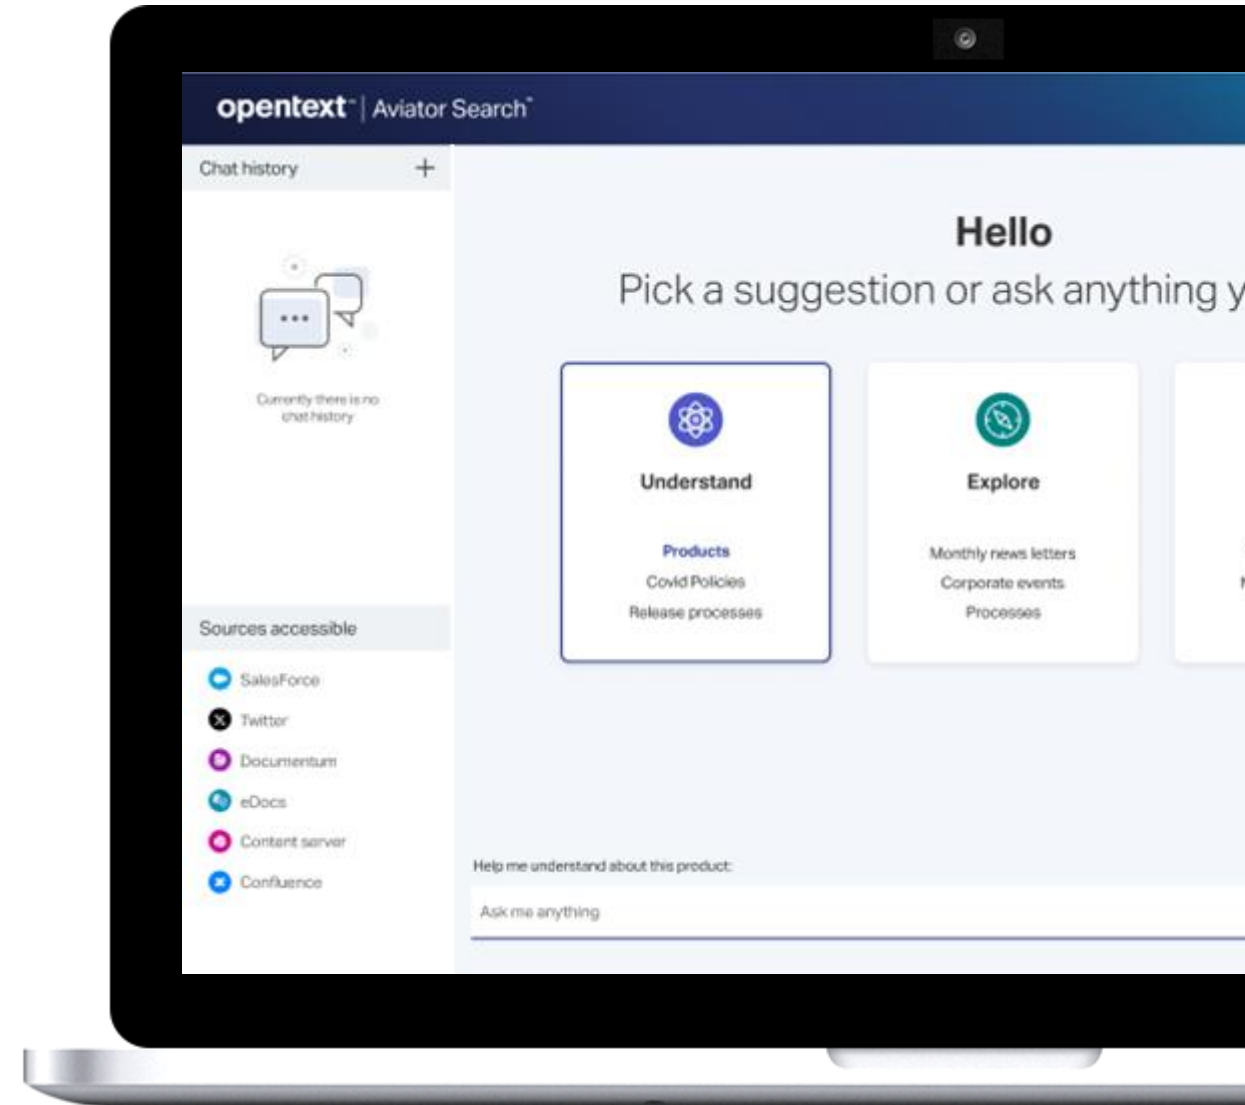 opentext™ | Aviator Search™
Chat history +
Currently there is no
chat history
Sources accessible
SalesForce
Twitter
Documentum
eDocs
Content server
Confluence
Hello
Pick a suggestion or ask anything y
Understand
Products
Covid Policies
Release processes
Explore
Monthly news letters
Corporate events
Processes
Help me understand about this product:
Ask me anything